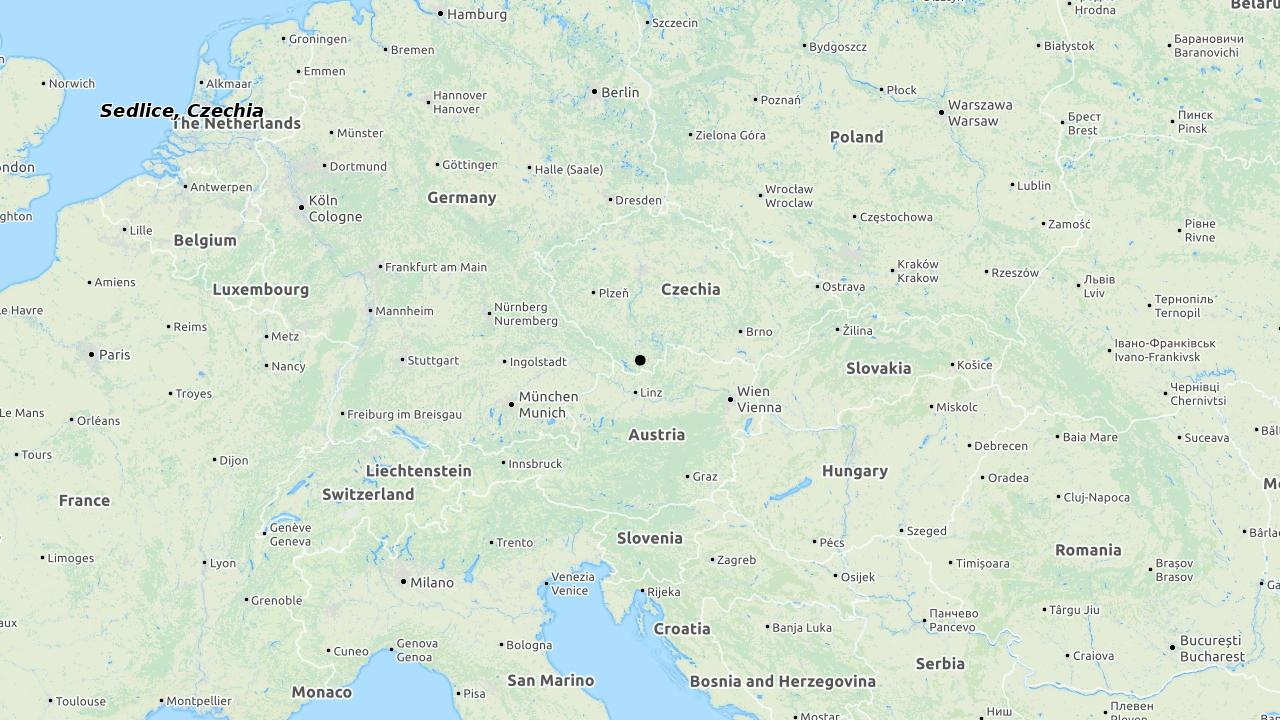 Hamburg
Szczecin
Hrodna
Belaru
Groningen
Bremen
Bydgoszcz
Białystok
Барановичи
Baranovichi
Norwich
Alkmaar
Emmen
Hannover
Hanover
Berlin
Poznań
Płock
Warszawa
Warsaw
Sedlice, Czechia
The Netherlands
Münster
Zielona Góra
Poland
Брест
Brest
Пинск
Pinsk
ondon
Dortmund
Göttingen
Halle (Saale)
Antwerpen
Germany
Dresden
Wrocław
Wroclaw
Lublin
ghton
Köln
Cologne
Częstochowa
Zamość
Рівне
Rivne
Lille
Belgium
Frankfurt am Main
Kraków
Krakow
Rzeszów
Львів
Lviv
Amiens
Luxembourg
Plzeň
Czechia
Ostrava
Тернопіль
Ternopil
Le Havre
Reims
Metz
Mannheim
Nürnberg
Nuremberg
Brno
Žilina
Paris
Nancy
Stuttgart
Ingolstadt
Slovakia
Košice
Івано-Франківськ
Ivano-Frankivsk
Troyes
Linz
Wien
Vienna
Чернівці
Chernivtsi
Le Mans
Orléans
Freiburg im Breisgau
München
Munich
Miskolc
Tours
Dijon
Austria
Debrecen
Baia Mare
Suceava
Băl
Liechtenstein
Innsbruck
Graz
Hungary
Oradea
Mo
France
Switzerland
Cluj-Napoca
Genève
Geneva
Trento
Slovenia
Pécs
Szeged
Bârla
Limoges
Lyon
Zagreb
Romania
Milano
Venezia
Venice
Rijeka
Osijek
Timișoara
Brașov
Brasov
Ga
Grenoble
Croatia
Banja Luka
Панчево
Pancevo
Târgu Jiu
aux
Cuneo
Genova
Genoa
Bologna
Serbia
Craiova
București
Bucharest
Toulouse
Montpellier
Monaco
Pisa
San Marino
Bosnia and Herzegovina
Mostar
Ниш
Плевен
Pleven
Ba